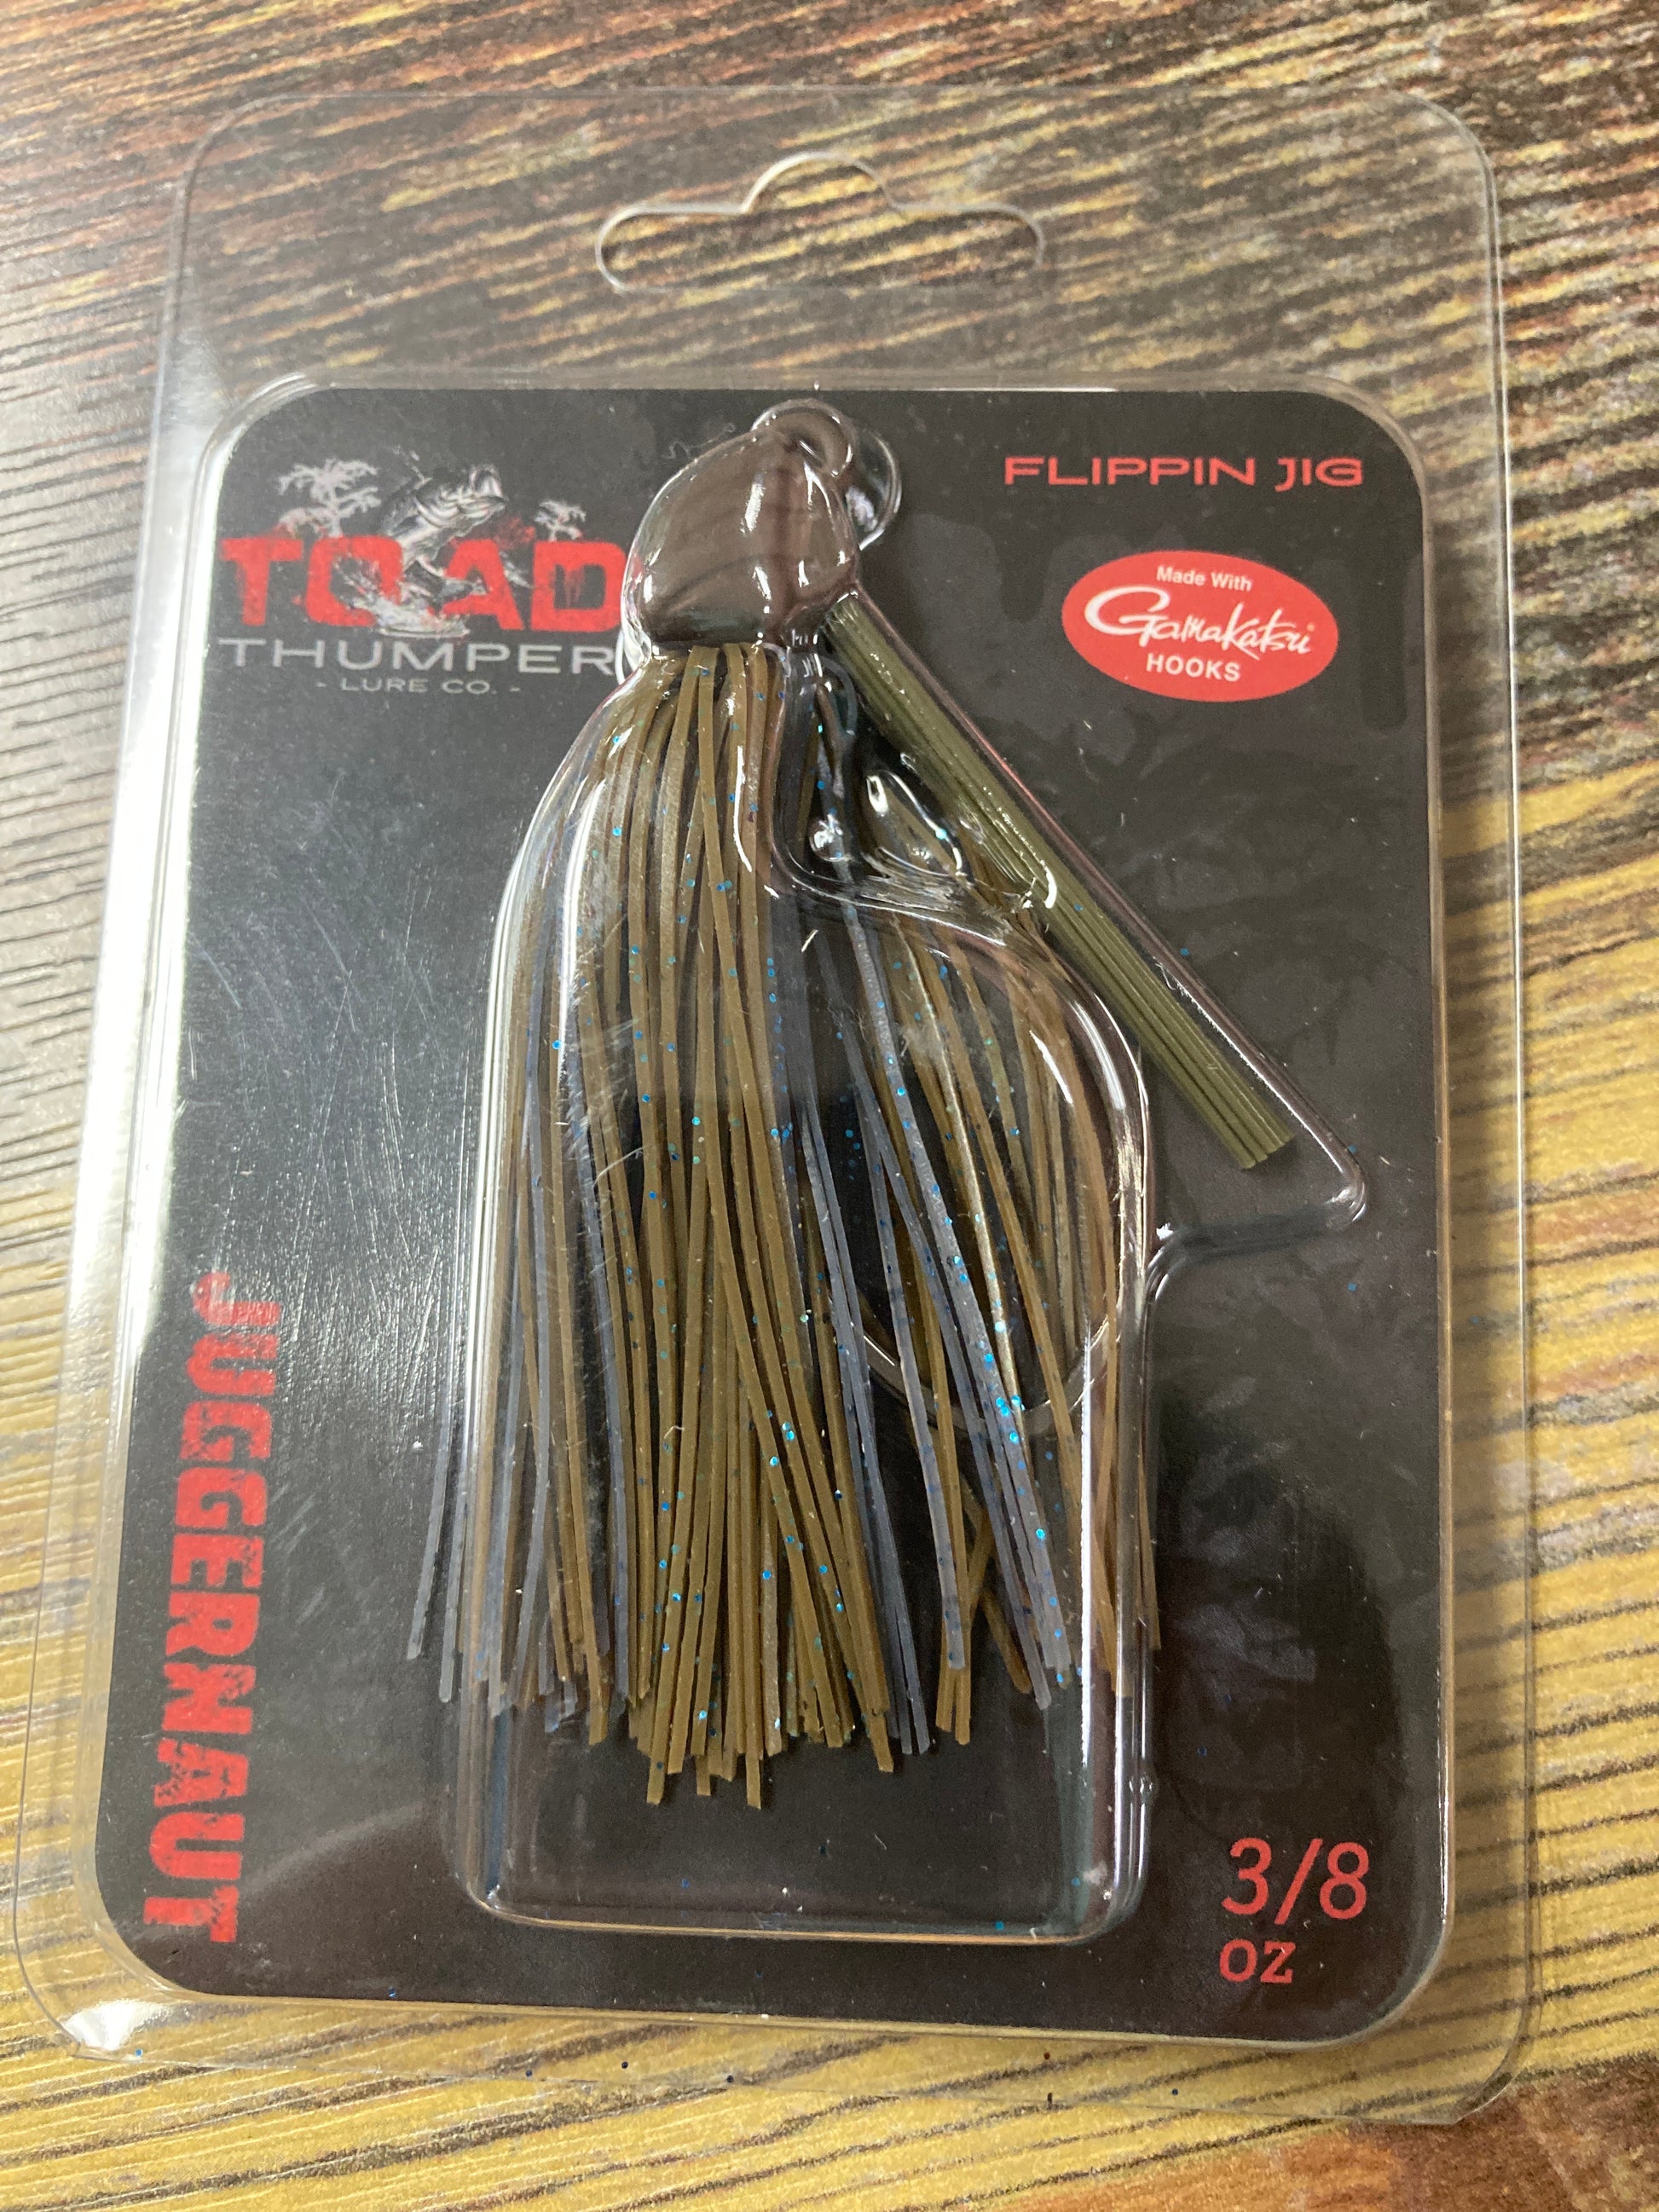 TOAD
THUMPER
- LURE CO. -
FLIPPIN JIG
Made With
Gamakatsu
HOOKS
JUGGERNAUT
3/8
oz